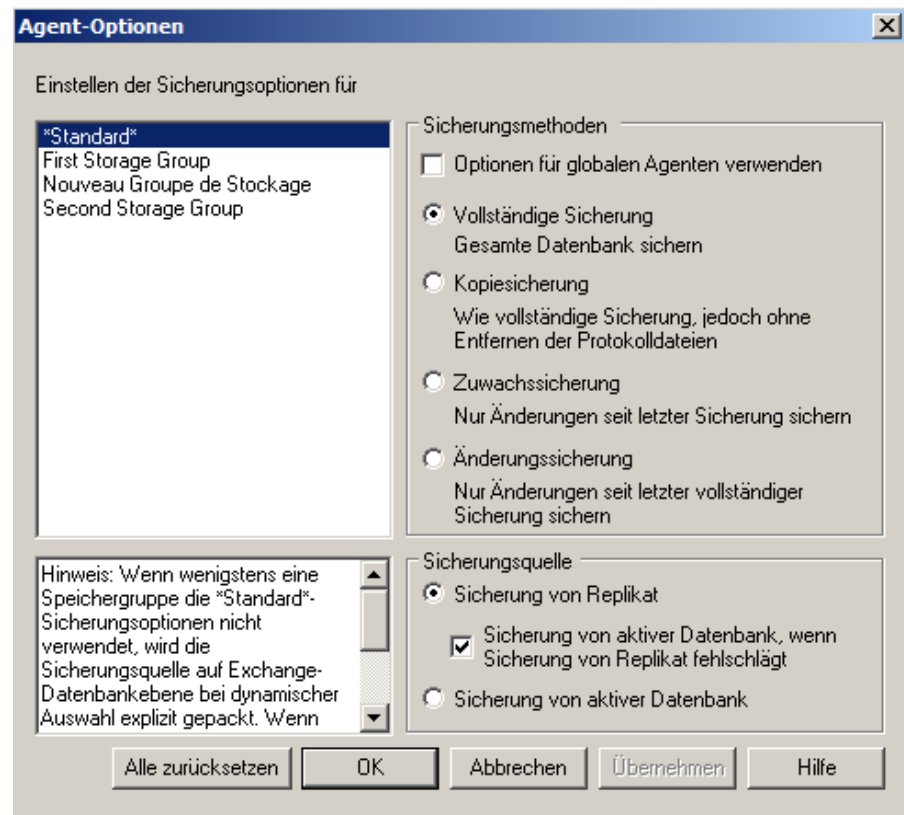 Agent-Optionen
Einstellen der Sicherungsoptionen für
*Standard*
First Storage Group
Nouveau Groupe de Stockage
Second Storage Group
Sicherungsmethoden
Optionen für globalen Agenten verwenden
Vollständige Sicherung
Gesamte Datenbank sichern
Kopiesicherung
Wie vollständige Sicherung, jedoch ohne
Entfernen der Protokolldateien
Zuwachssicherung
Nur Änderungen seit letzter Sicherung sichern
Änderungssicherung
Nur Änderungen seit letzter vollständiger
Sicherung sichern
Hinweis: Wenn wenigstens eine
Speichergruppe die *Standard*-
Sicherungsoptionen nicht
verwendet, wird die
Sicherungsquelle auf Exchange-
Datenbankebene bei dynamischer
Auswahl explizit gepackt. Wenn
Sicherungsquelle
Sicherung von Replikat
Sicherung von aktiver Datenbank, wenn
Sicherung von Replikat fehlschlägt
Sicherung von aktiver Datenbank
Alle zurücksetzen
OK
Abbrechen
Übernehmen
Hilfe